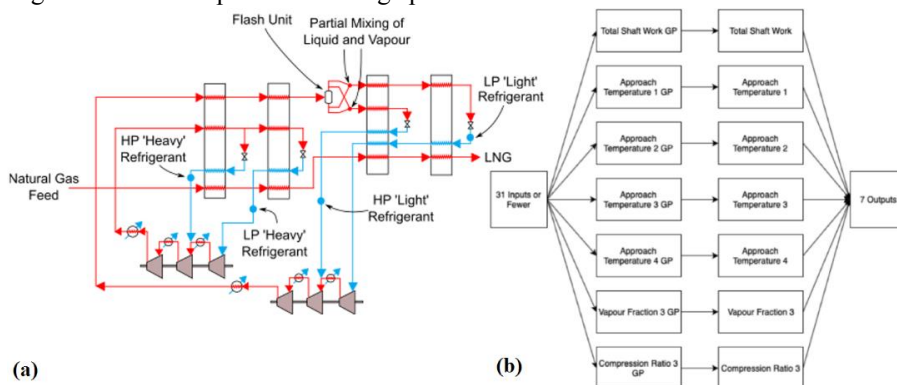 Flash Unit
Partial Mixing of
Liquid and Vapour
LP 'Light'
Refrigerant
HP 'Heavy'
Refrigerant
LNG
Natural Gas
Feed
HP 'Light'
Refrigerant
LP 'Heavy'
Refrigerant
(a)
Total Shaft Work GP
Total Shaft Work
Approach
Temperature 1 GP
Approach
Temperature 1
Approach
Temperature 2 GP
Approach
Temperature 2
31 Inputs or
Fewer
Approach
Temperature 3 GP
Approach
Temperature 3
7 Outputs
Approach
Temperature 4 GP
Approach
Temperature 4
Vapour Fraction 3 GP
Vapour Fraction 3
Compression Ratio 3
GP
Compression Ratio 3
(b)